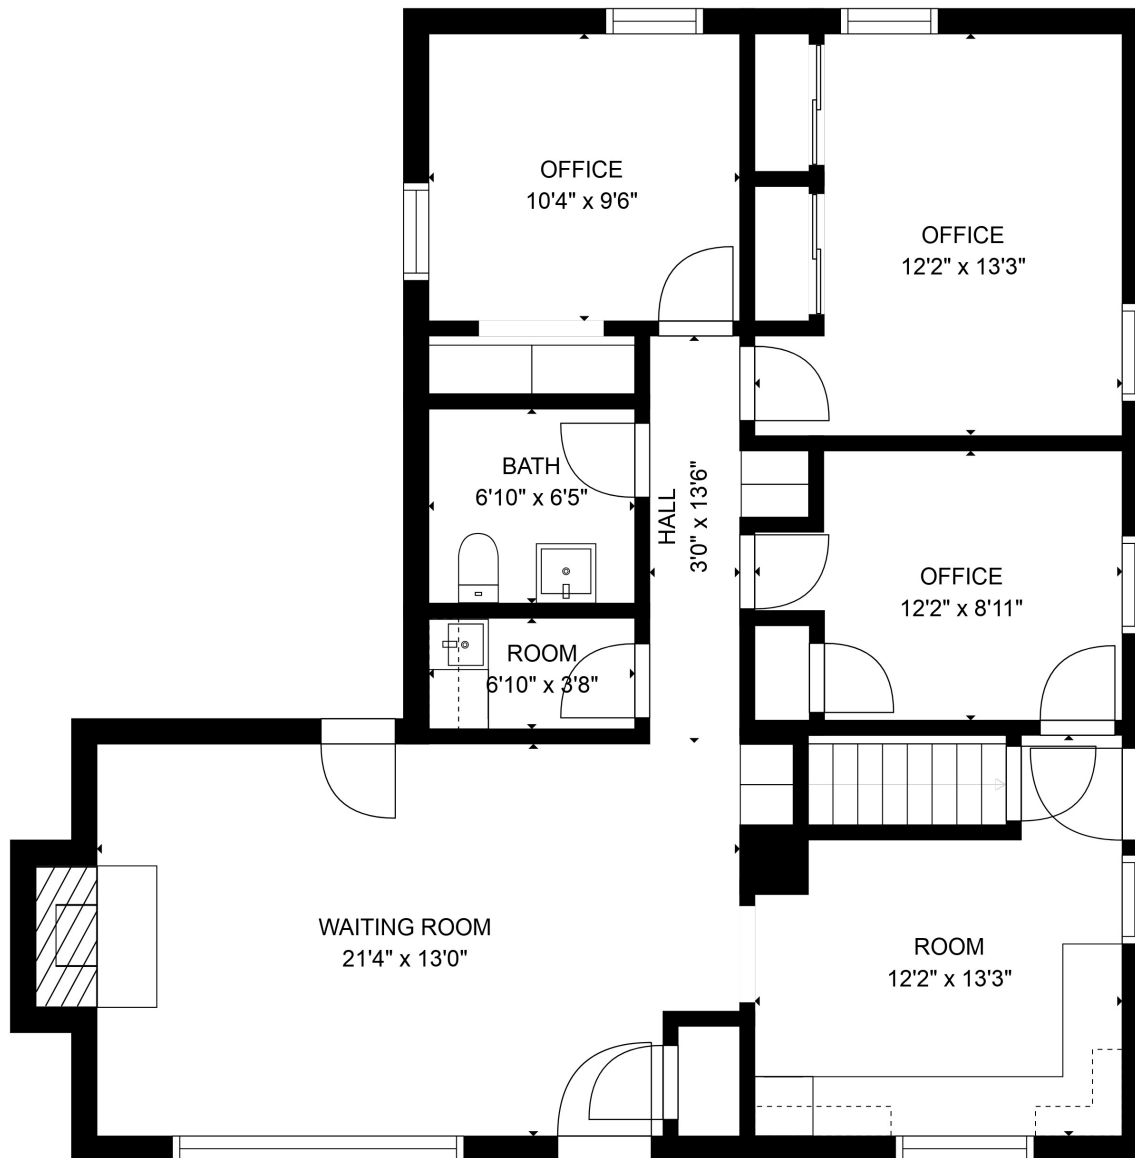 OFFICE
10'4" x 9'6"
OFFICE
12'2" x 13'3"
BATH
6'10" x 6'5"
HALL
3'0" x 13'6"
OFFICE
12'2" x 8'11"
ROOM
6'10" x 3'8"
WAITING ROOM
21'4" x 13'0"
ROOM
12'2" x 13'3"